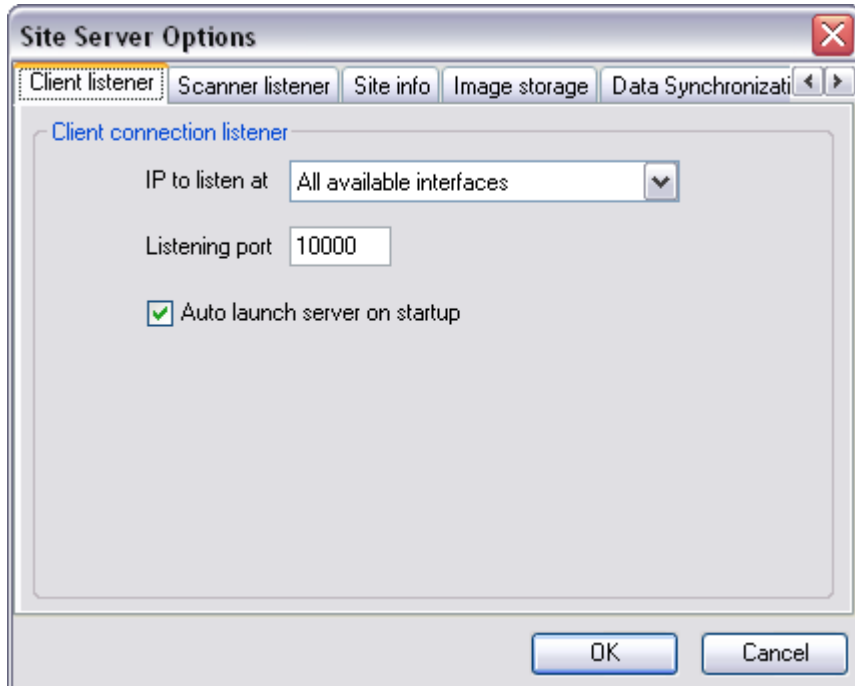 Site Server Options
Client listener Scanner listener Site info Image storage Data Synchronizati
Client connection listener
IP to listen at All available interfaces
Listening port 10000
Auto launch server on startup
OK Cancel